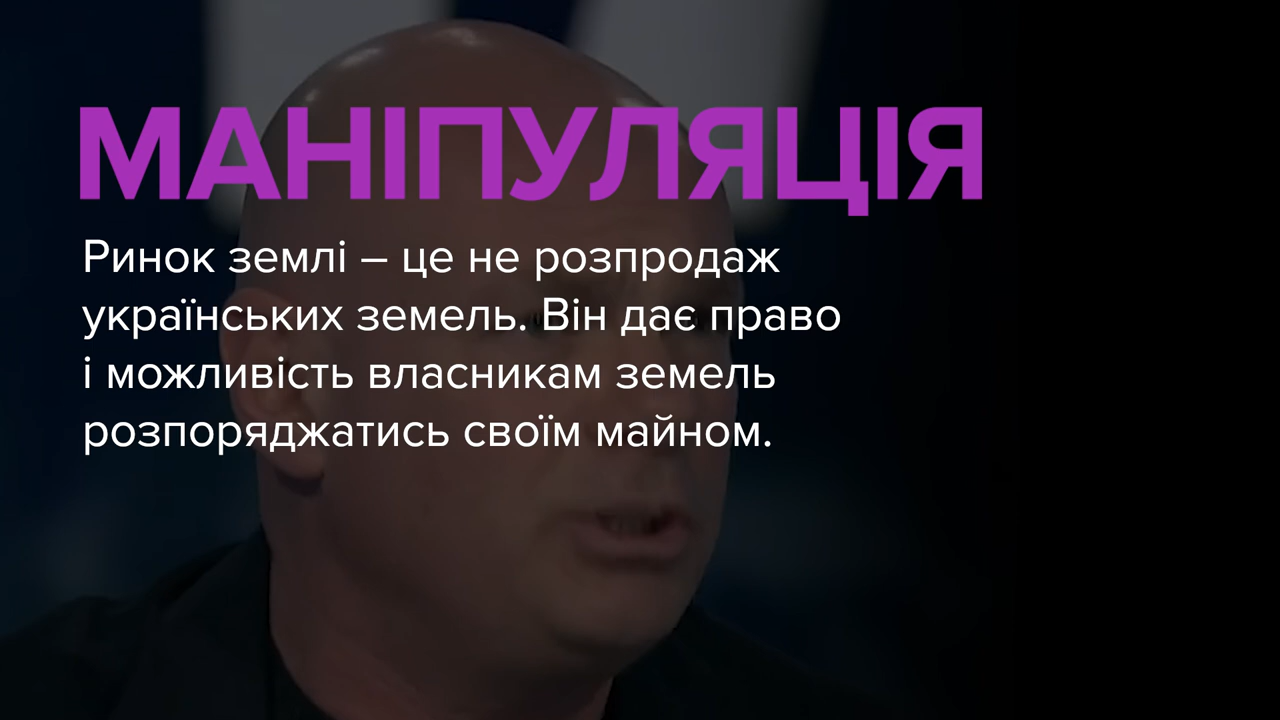 МАНІПУЛЯЦІЯ
Ринок землі – це не розпродаж
українських земель. Він дає право
і можливість власникам земель
розпоряджатись своїм майном.